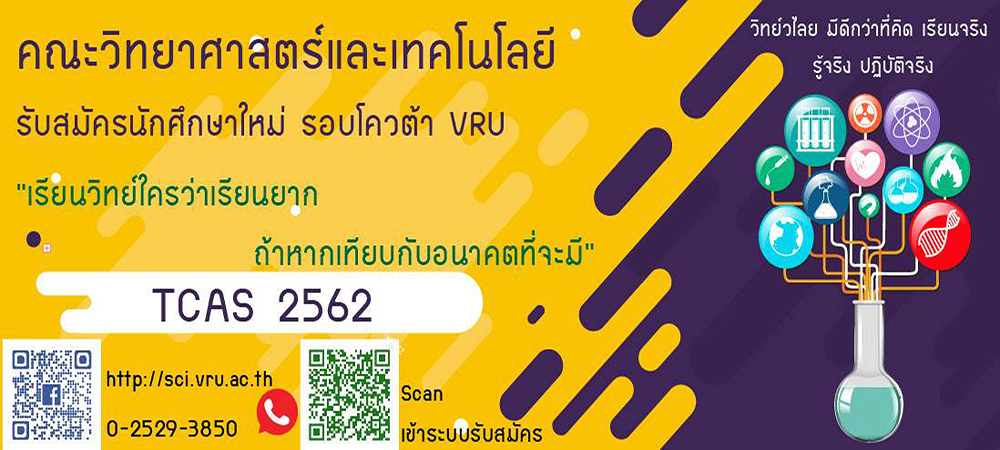 คณะวิทยาศาสตร์และเทคโนโลยี
รับสมัครนักศึกษาใหม่ รอบโควต้า VRU
"เรียนวิทย์ใครว่าเรียนยาก
ถ้าหากเทียบกับอนาคตที่จะมี"
TCAS 2562
http://sci.vru.ac.th
0-2529-3850
Scan
เข้าระบบรับสมัคร
วิทย์วไลย มีดีกว่าที่คิด เรียนจริง
รู้จริง ปฏิบัติจริง